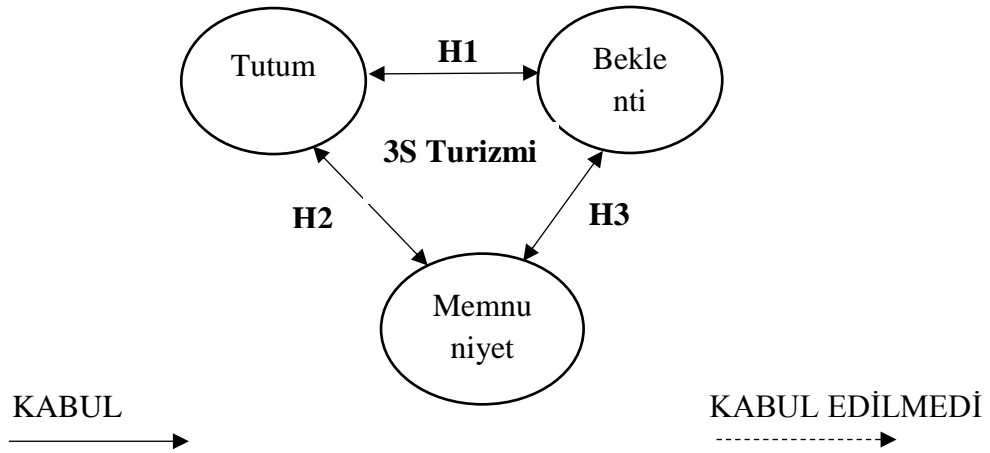 H1
Tutum
Bekle
nti
3S Turizmi
H2
H3
Memnu
niyet
KABUL
KABUL EDİLMEDİ